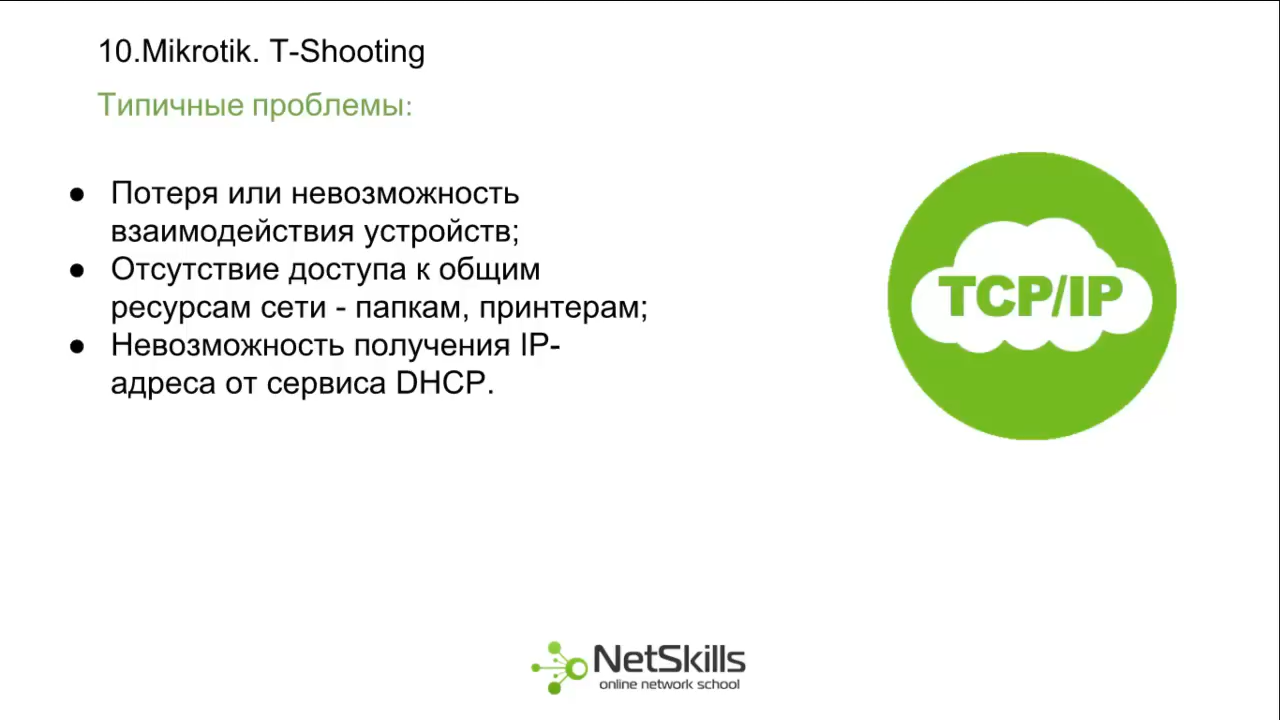 10.Mikrotik. T-Shooting
Типичные проблемы:
● Потеря или невозможность
взаимодействия устройств;
● Отсутствие доступа к общим
ресурсам сети - папкам, принтерам;
● Невозможность получения IP-
адреса от сервиса DHCP.
TCP/IP
NetSkills
online network school